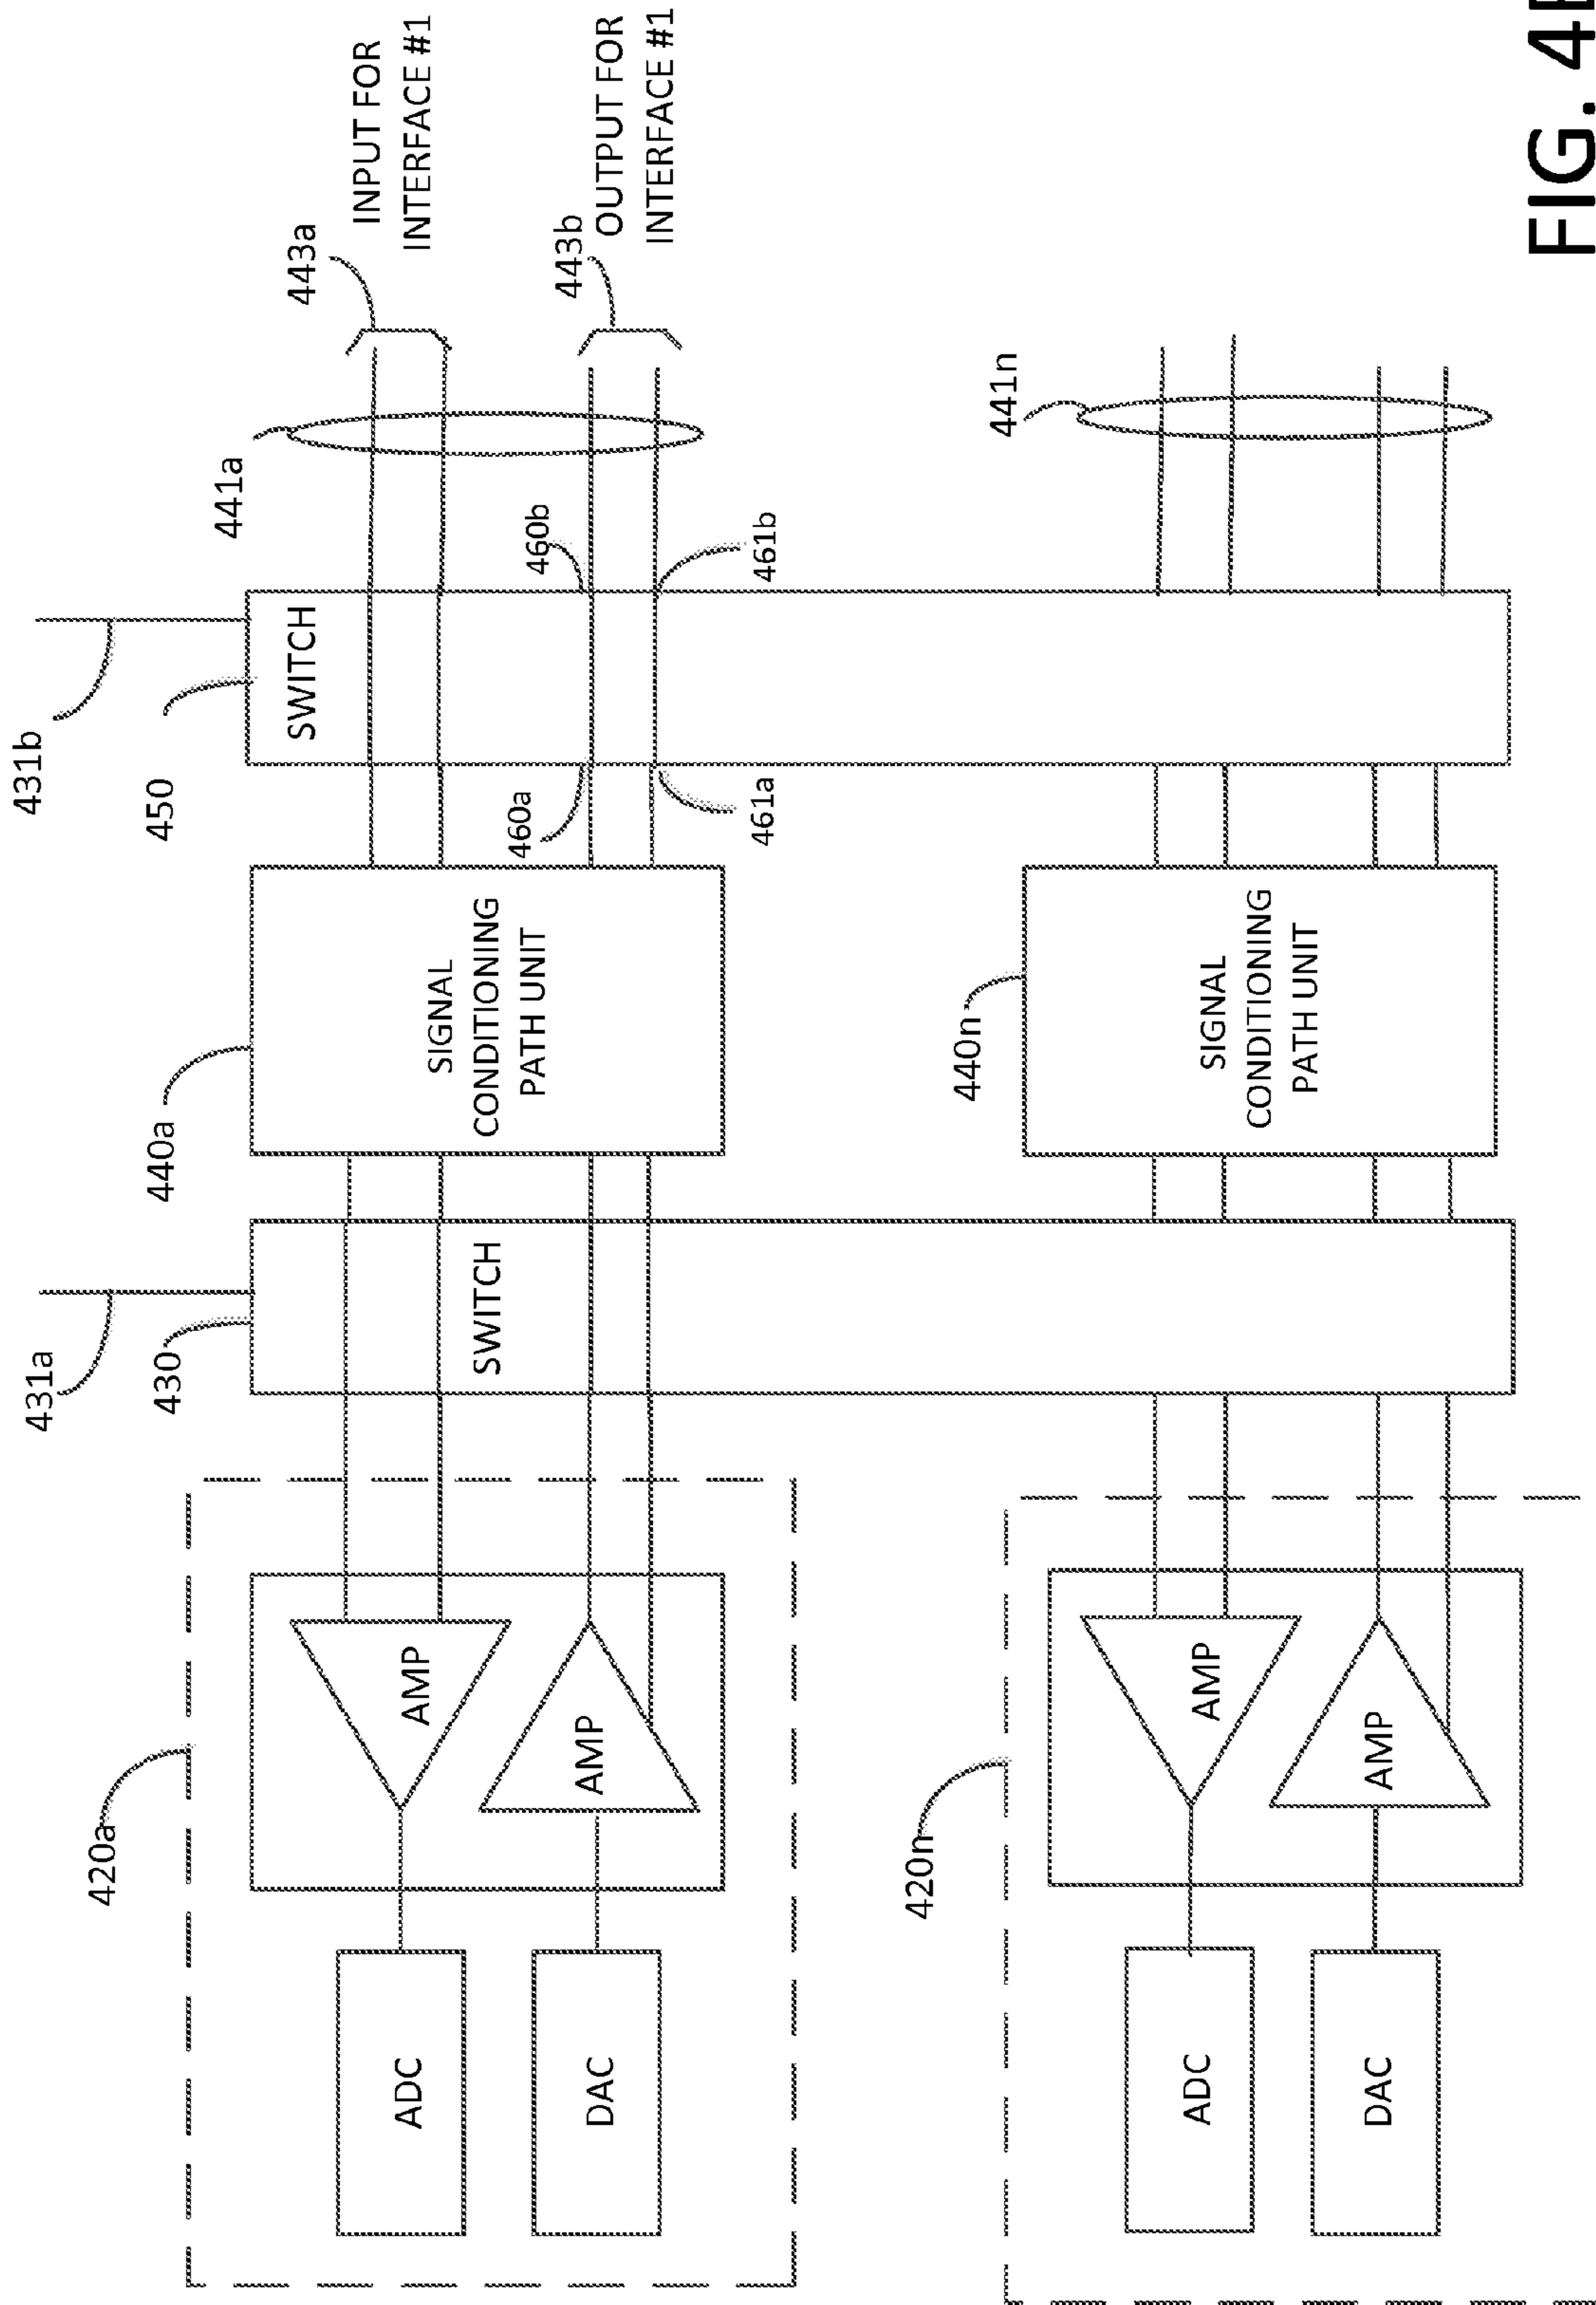 431b
450
SWITCH
441a
443a
INPUT FOR
INTERFACE #1
443b
OUTPUT FOR
INTERFACE #1
460b
461b
460a
461a
441n
440a
SIGNAL
CONDITIONING
PATH UNIT
440n
SIGNAL
CONDITIONING
PATH UNIT
431a
430
SWITCH
420a
AMP
AMP
ADC
DAC
420n
AMP
AMP
ADC
DAC